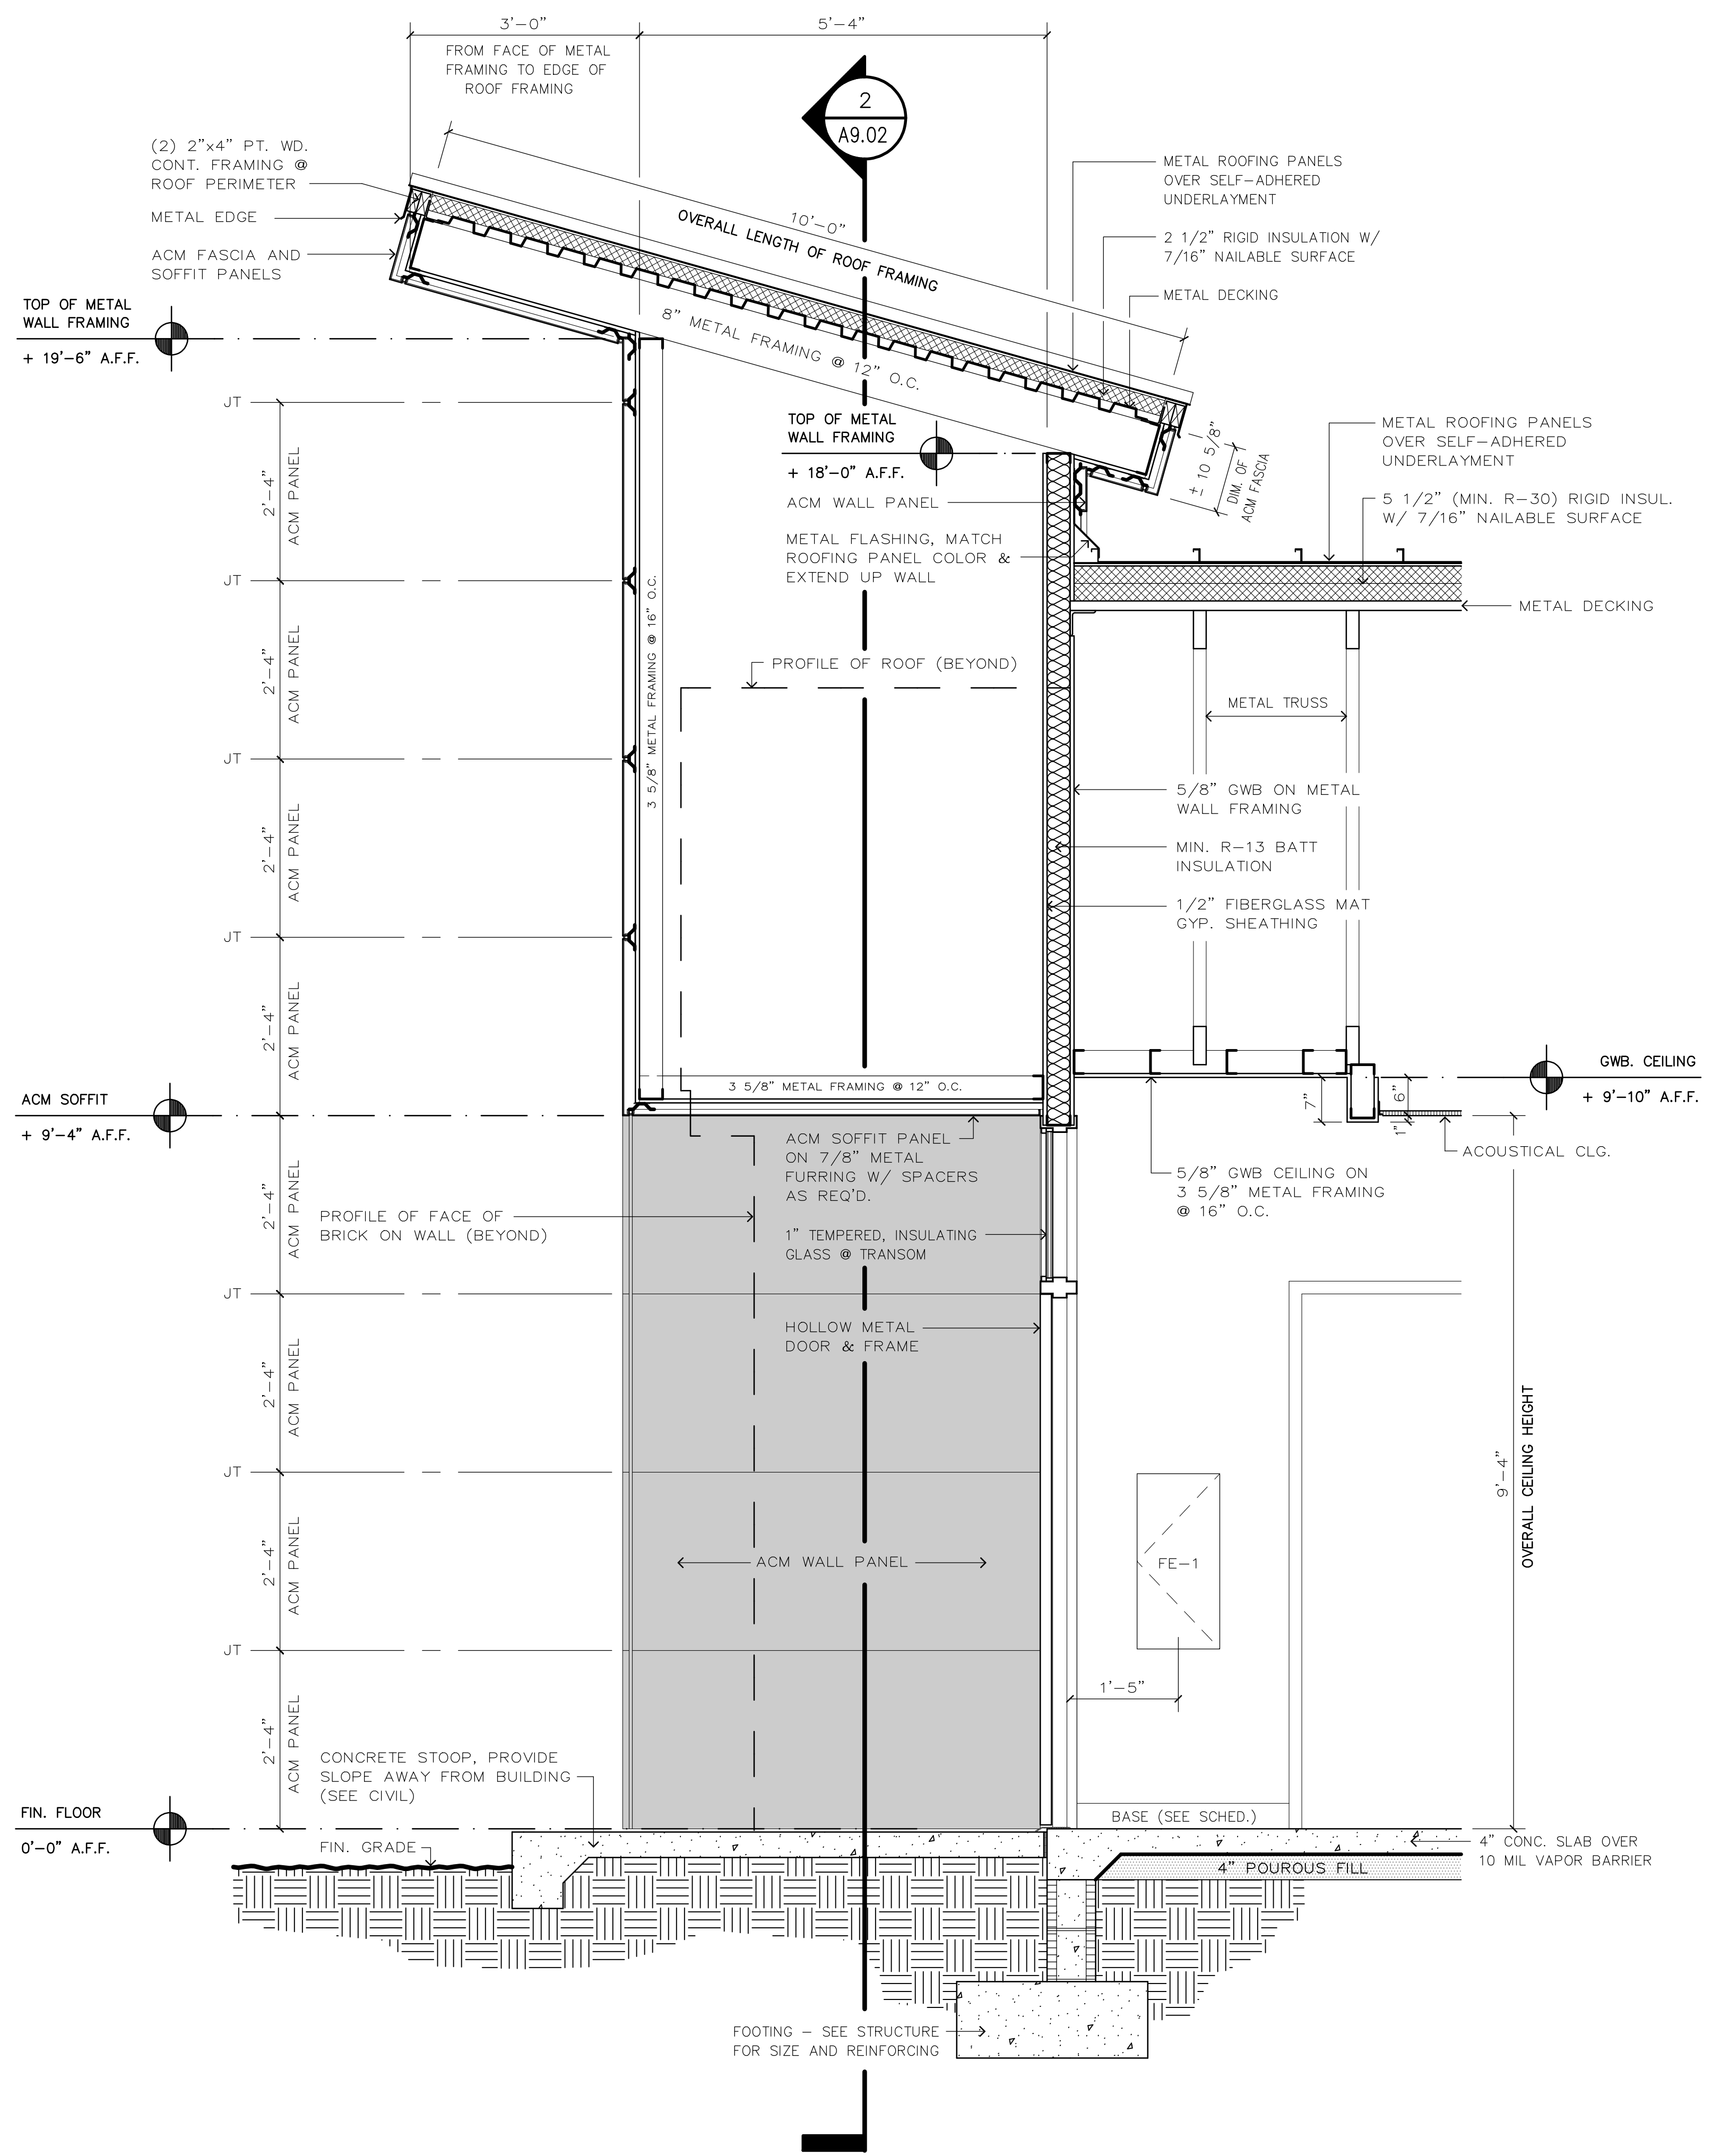 3'-0"
5'-4"
FROM FACE OF METAL
FRAMING TO EDGE OF
ROOF FRAMING
2
A9.02
(2) 2"x4" PT. WD.
CONT. FRAMING @
ROOF PERIMETER
METAL EDGE
ACM FASCIA AND
SOFFIT PANELS
10'-0"
OVERALL LENGTH OF ROOF FRAMING
8" METAL FRAMING @ 12" O.C.
METAL ROOFING PANELS
OVER SELF-ADHERED
UNDERLAYMENT
2 1/2" RIGID INSULATION W/
7/16" NAILABLE SURFACE
METAL DECKING
TOP OF METAL
WALL FRAMING
+ 19'-6" A.F.F.
TOP OF METAL
WALL FRAMING
+ 18'-0" A.F.F.
± 10 5/8"
DIM. OF
ACM FASCIA
METAL ROOFING PANELS
OVER SELF-ADHERED
UNDERLAYMENT
5 1/2" (MIN. R-30) RIGID INSUL.
W/ 7/16" NAILABLE SURFACE
METAL DECKING
ACM WALL PANEL
METAL FLASHING, MATCH
ROOFING PANEL COLOR &
EXTEND UP WALL
JT
2'-4"
ACM PANEL
JT
2'-4"
ACM PANEL
JT
2'-4"
ACM PANEL
JT
2'-4"
ACM PANEL
3 5/8" METAL FRAMING @ 16" O.C.
PROFILE OF ROOF (BEYOND)
METAL TRUSS
5/8" GWB ON METAL
WALL FRAMING
MIN. R-13 BATT
INSULATION
1/2" FIBERGLASS MAT
GYP. SHEATHING
3 5/8" METAL FRAMING @ 12" O.C.
ACM SOFFIT
+ 9'-4" A.F.F.
GWB. CEILING
+ 9'-10" A.F.F.
7"
6"
1"
ACOUSTICAL CLG.
ACM SOFFIT PANEL
ON 7/8" METAL
FURRING W/ SPACERS
AS REQ'D.
5/8" GWB CEILING ON
3 5/8" METAL FRAMING
@ 16" O.C.
PROFILE OF FACE OF
BRICK ON WALL (BEYOND)
1" TEMPERED, INSULATING
GLASS @ TRANSOM
HOLLOW METAL
DOOR & FRAME
2'-4"
ACM PANEL
JT
2'-4"
ACM PANEL
JT
2'-4"
ACM PANEL
JT
2'-4"
ACM PANEL
9'-4"
OVERALL CEILING HEIGHT
ACM WALL PANEL
FE-1
1'-5"
CONCRETE STOOP, PROVIDE
SLOPE AWAY FROM BUILDING
(SEE CIVIL)
FIN. FLOOR
0'-0" A.F.F.
FIN. GRADE
BASE (SEE SCHED.)
4" CONC. SLAB OVER
10 MIL VAPOR BARRIER
4" POUROUS FILL
FOOTING - SEE STRUCTURE
FOR SIZE AND REINFORCING